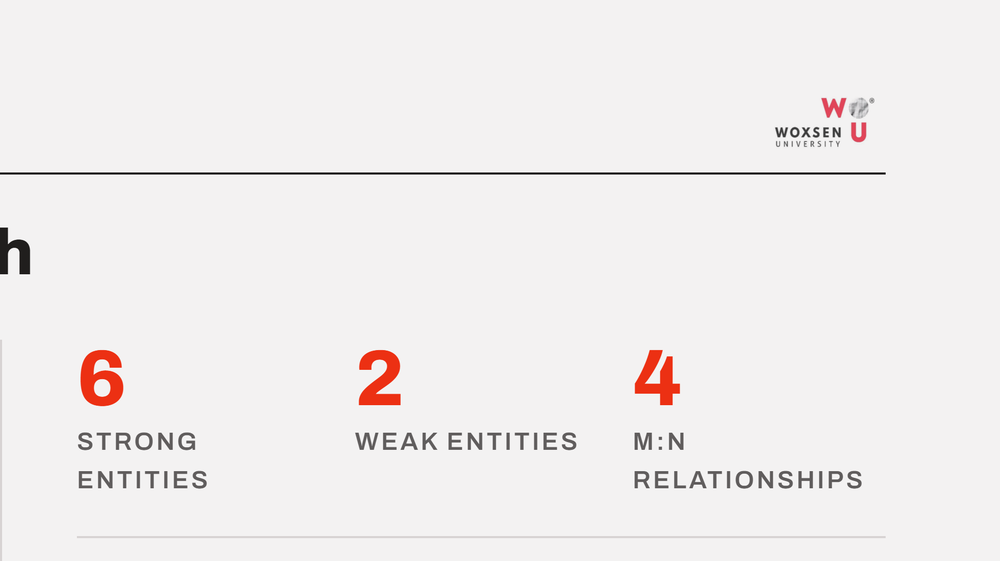 W ®
WOXSEN U
UNIVERSITY
h
6
STRONG
ENTITIES
2
WEAK ENTITIES
4
M:N
RELATIONSHIPS